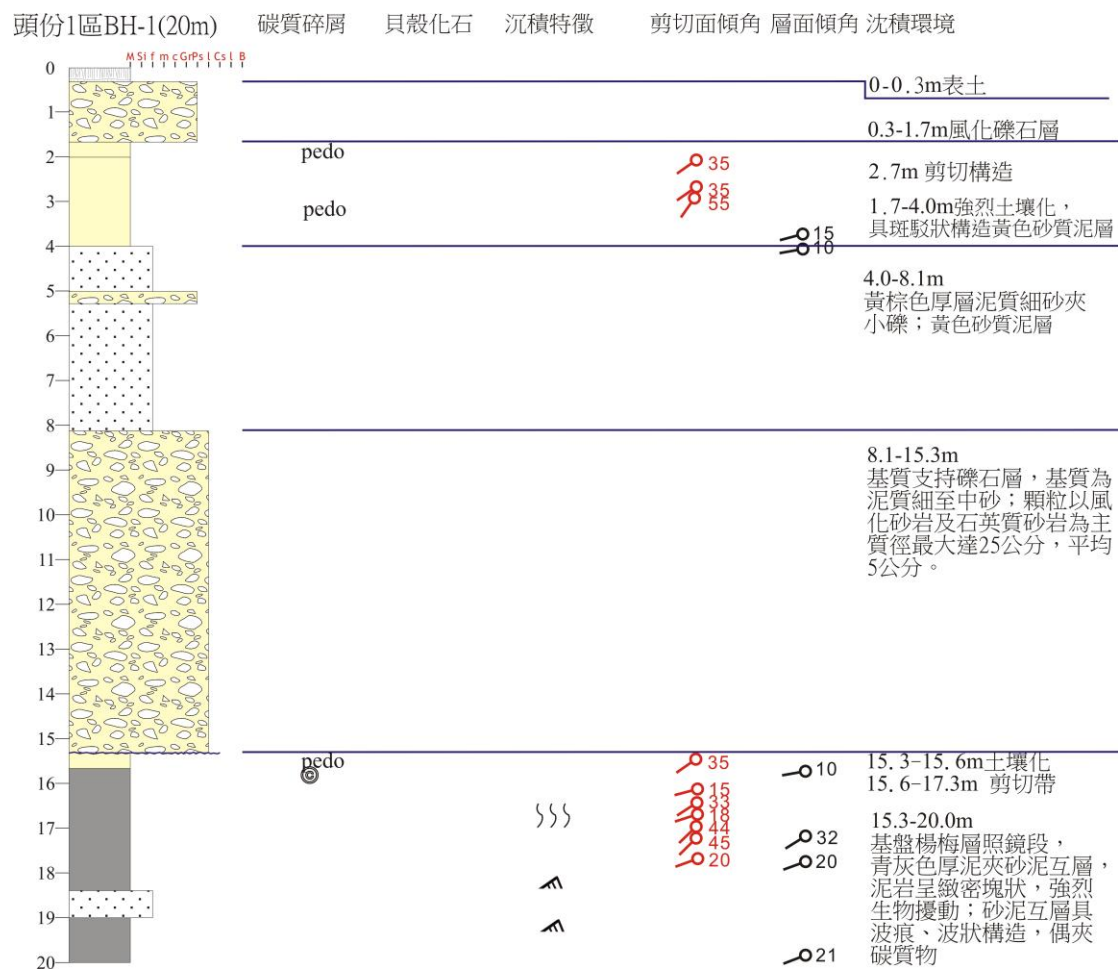 頭份1區BH-1(20m) 碳質碎屑 貝殼化石 沉積特徵 剪切面傾角 層面傾角 沈積環境
M Si f m c Gr Ps l Cs l B
0
0-0.3m表土
1
0.3-1.7m風化礫石層
pedo
2
35
2.7m 剪切構造
3
35
55
pedo
1.7-4.0m強烈土壤化，
具斑駁狀構造黃色砂質泥層
15
4
10
4.0-8.1m
5
黃棕色厚層泥質細砂夾
小礫；黃色砂質泥層
6
7
8
8.1-15.3m
9
基質支持礫石層，基質為
泥質細至中砂；顆粒以風
10
化砂岩及石英質砂岩為主
質徑最大達25公分，平均
11
5公分。
12
13
14
15
pedo
35
15.3-15.6m土壤化
©
10
16
15.6-17.3m 剪切帶
15
33
18
17
44
15.3-20.0m
45
32
基盤楊梅層照鏡段，
20
20
青灰色厚泥夾砂泥互層，
18
泥岩呈緻密塊狀，強烈
生物擾動；砂泥互層具
19
波痕、波狀構造，偶夾
21
碳質物
20